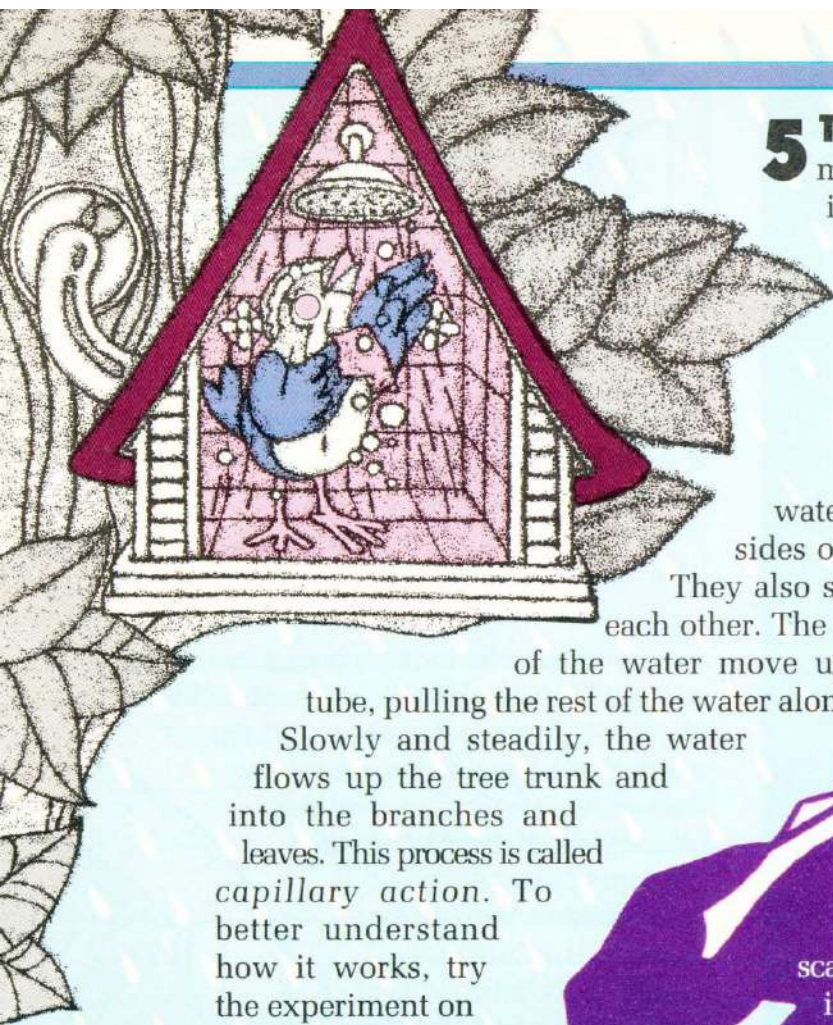 5
wate
sides o
They also s
each other. The
of the water move u
tube, pulling the rest of the water alon
Slowly and steadily, the water
flows up the tree trunk and
into the branches and
leaves. This process is called
capillary action. To
better understand
how it works, try
the experiment on
sca
i